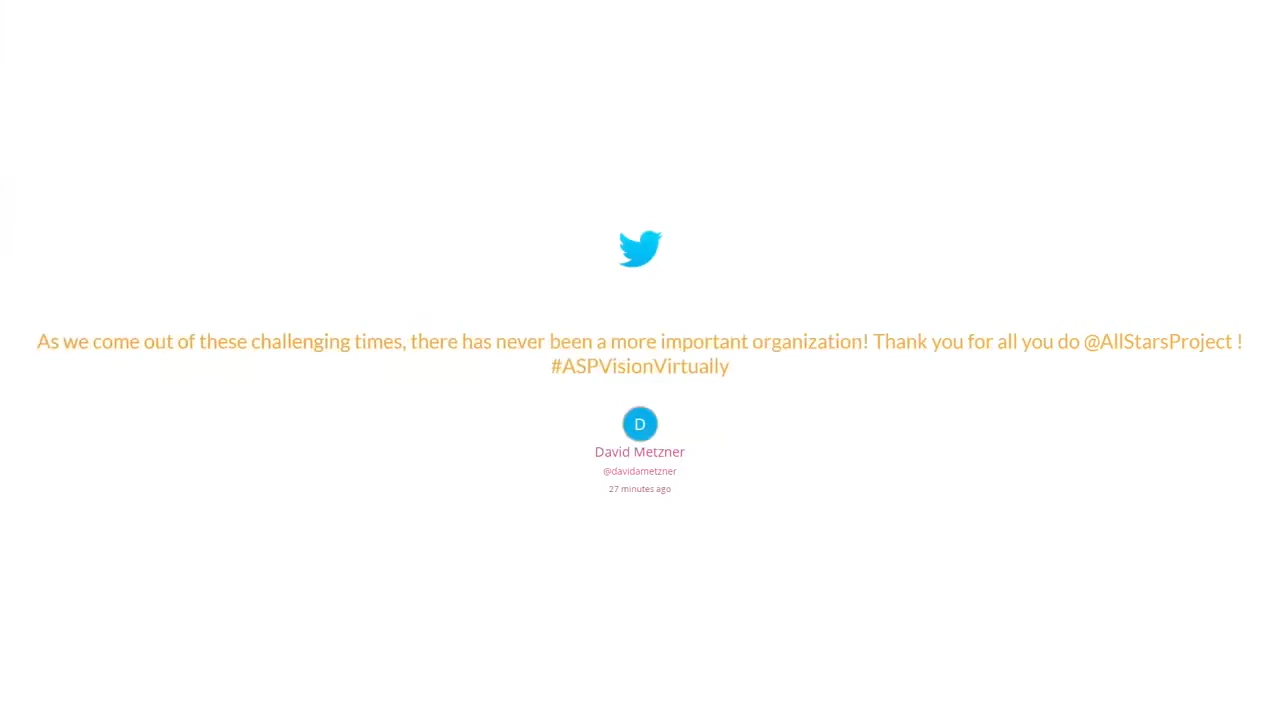 As we come out of these challenging times, there has never been a more important organization! Thank you for all you do @AllStarsProject !
#ASPVisionVirtually
D
David Metzner
@davidametzner
27 minutes ago